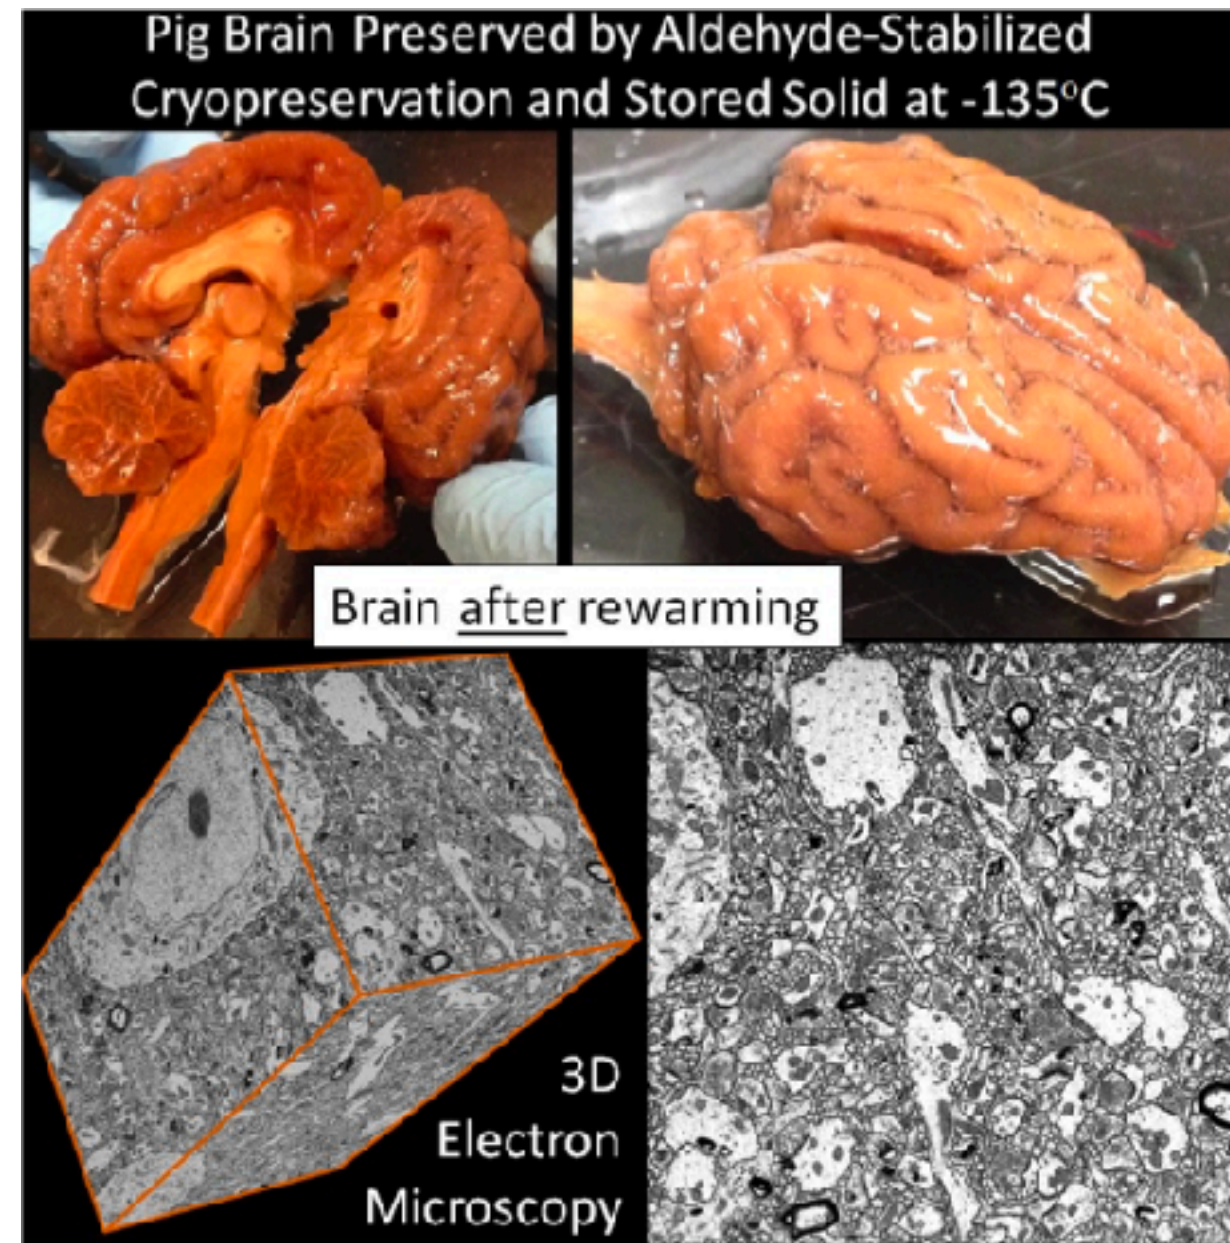 Pig Brain Preserved by Aldehyde-Stabilized
Cryopreservation and Stored Solid at -135°C
Brain after rewarming
3D
Electron
Microscopy